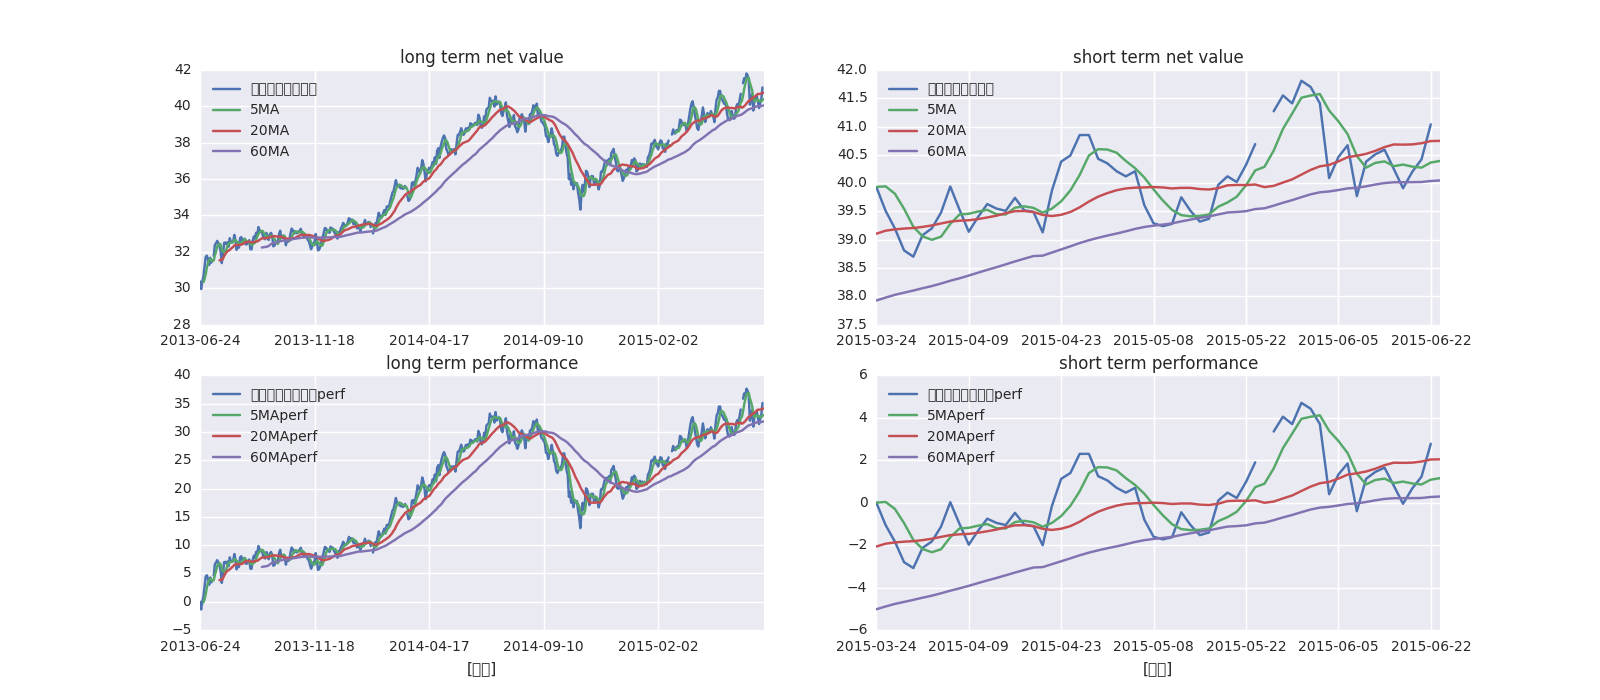 long term net value
42
40
38
36
34
32
30
28
5MA
20MA
60MA
2013-06-24 2013-11-18 2014-04-17 2014-09-10 2015-02-02
short term net value
42.0
41.5
41.0
40.5
40.0
39.5
39.0
38.5
38.0
37.5
5MA
20MA
60MA
2015-03-24 2015-04-09 2015-04-23 2015-05-08 2015-05-22 2015-06-05 2015-06-22
long term performance
40
35
30
25
20
15
10
5
0
−5
perf
5MAperf
20MAperf
60MAperf
2013-06-24 2013-11-18 2014-04-17 2014-09-10 2015-02-02
short term performance
6
4
2
0
−2
−4
−6
perf
5MAperf
20MAperf
60MAperf
2015-03-24 2015-04-09 2015-04-23 2015-05-08 2015-05-22 2015-06-05 2015-06-22